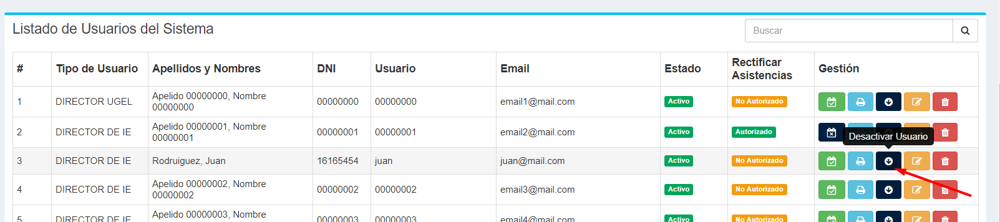 Listado de Usuarios del Sistema
Buscar
# Tipo de Usuario Apellidos y Nombres DNI Usuario Email Estado Rectificar Asistencias Gestión
1 DIRECTOR UGEL Apelido 00000000, Nombre 00000000 00000000 00000000 email1@mail.com Activo No Autorizado
2 DIRECTOR DE IE Apelido 00000001, Nombre 00000001 00000001 00000001 email2@mail.com Activo Autorizado
Desactivar Usuario
3 DIRECTOR DE IE Rodruiguez, Juan 16165454 juan juan@mail.com Activo No Autorizado
4 DIRECTOR DE IE Apelido 00000002, Nombre 00000002 00000002 00000002 email3@mail.com Activo No Autorizado
5 DIRECTOR DE IE Apelido 00000003, Nombre 00000003 00000003 email4@mail.com Activo No Autorizado